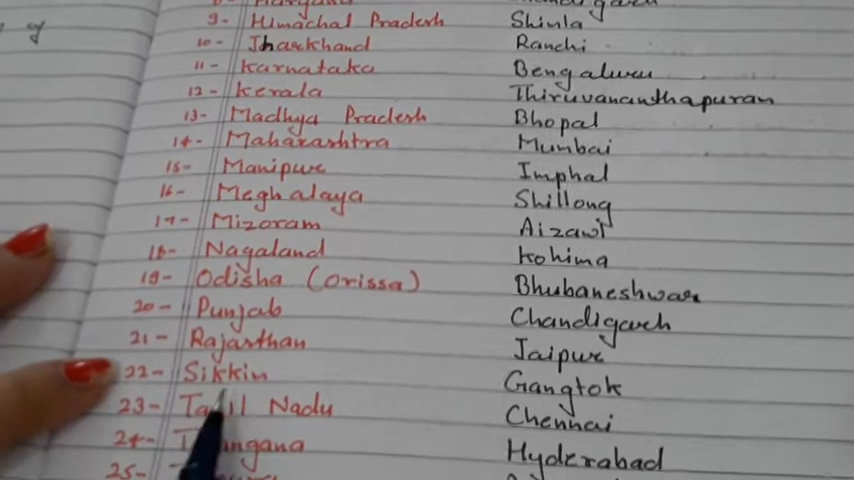 9- Himachal Pradesh Shimla
10- Jharkhand Ranchi
11- Karnataka Bengaluru
12- Kerala Thiruvananthapuram
13- Madhya Pradesh Bhopal
14- Maharashtra Mumbai
15- Manipur Imphal
16- Meghalaya Shillong
17- Mizoram Aizawl
18- Nagaland Kohima
19- Odisha (Orissa) Bhubaneshwar
20- Punjab Chandigarh
21- Rajasthan Jaipur
22- Sikkim Gangtok
23- Tamil Nadu Chennai
24- Hyderabad
25-